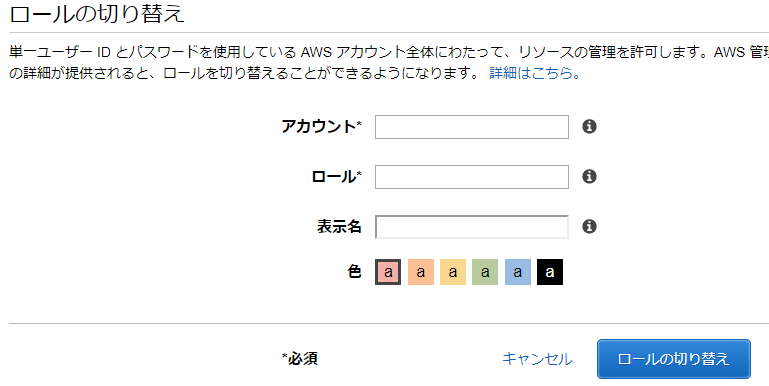 ロールの切り替え
単一ユーザー ID とパスワードを使用している AWS アカウント全体にわたって、リソースの管理を許可します。AWS 管理
の詳細が提供されると、ロールを切り替えることができるようになります。 詳細はこちら。
アカウント*
ロール*
表示名
色 a a a a a a
*必須 キャンセル ロールの切り替え